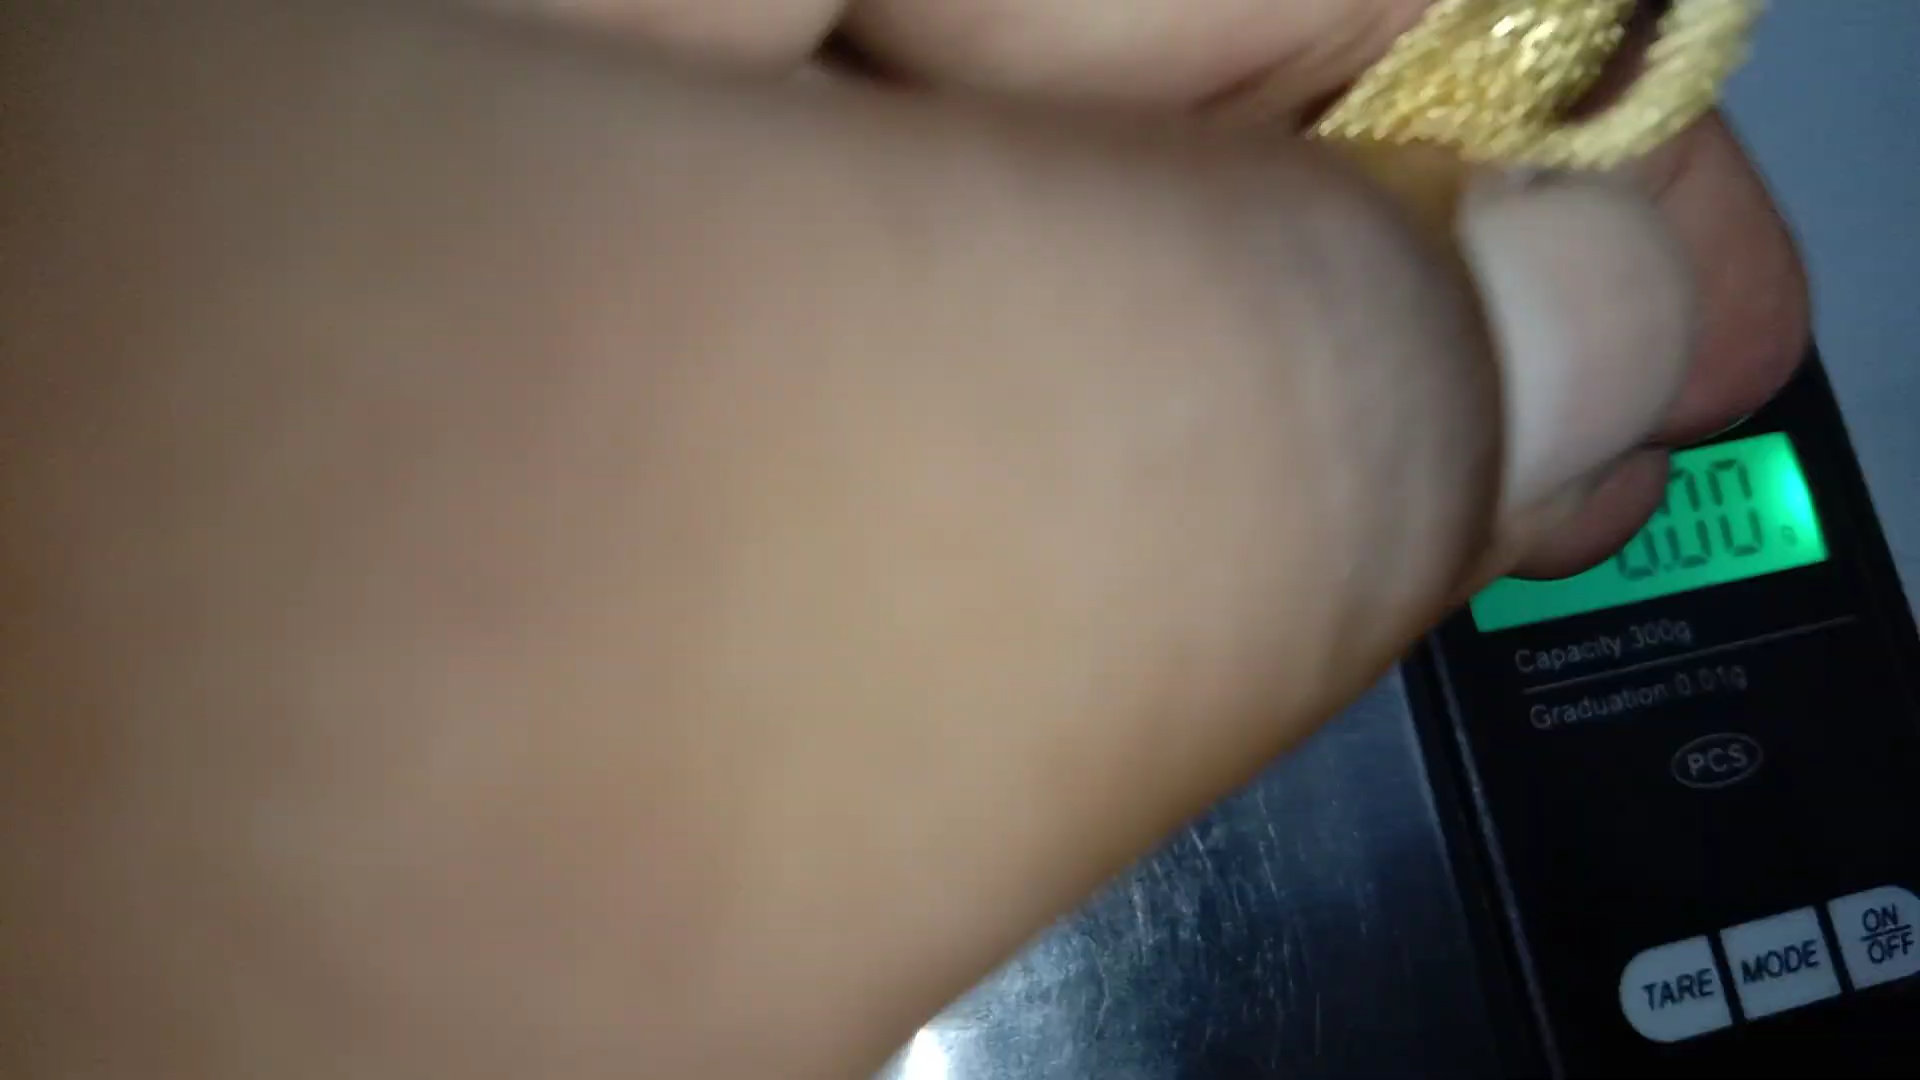 0.00 g
Capacity 300g
Graduation 0.01g
PCS
TARE
MODE
ON
OFF